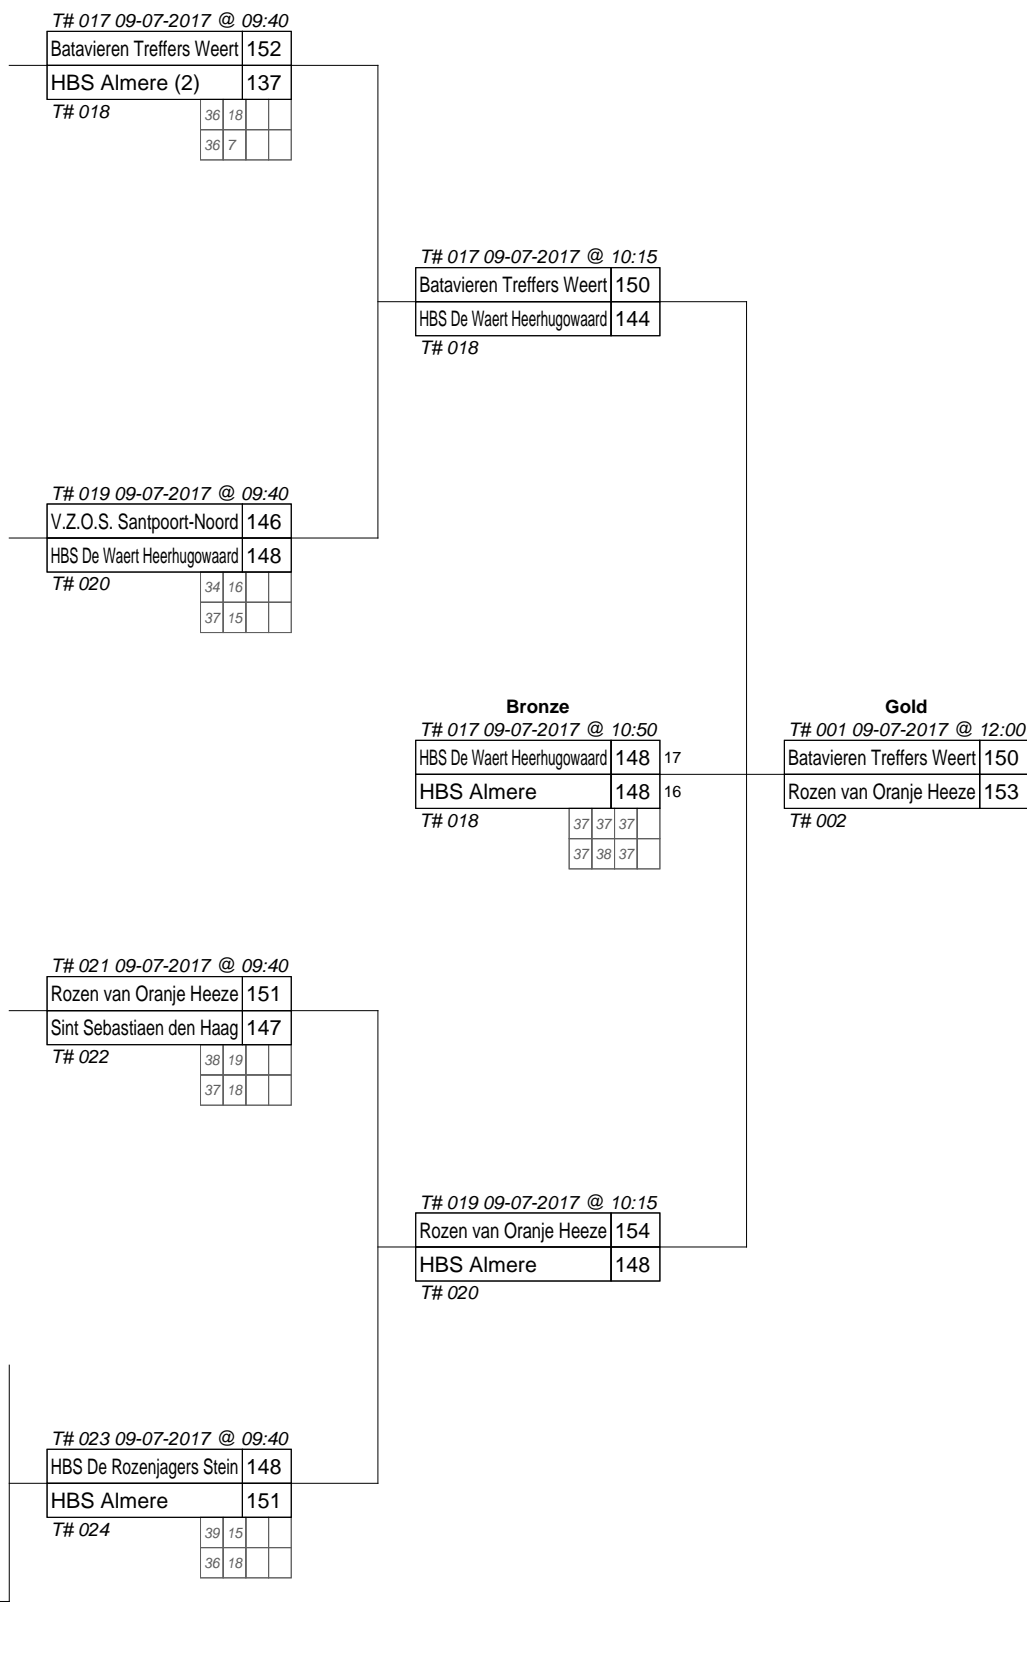 T# 017 09-07-2017 @ 09:40
Batavieren Treffers Weert 152
HBS Almere (2) 137
T# 018 36 18
36 7
T# 017 09-07-2017 @ 10:15
Batavieren Treffers Weert 150
HBS De Waert Heerhugowaard 144
T# 018
T# 019 09-07-2017 @ 09:40
V.Z.O.S. Santpoort-Noord 146
HBS De Waert Heerhugowaard 148
T# 020 34 16
37 15
Bronze
T# 017 09-07-2017 @ 10:50
HBS De Waert Heerhugowaard 148 17
HBS Almere 148 16
T# 018 37 37 37
37 38 37
Gold
T# 001 09-07-2017 @ 12:00
Batavieren Treffers Weert 150
Rozen van Oranje Heeze 153
T# 002
T# 021 09-07-2017 @ 09:40
Rozen van Oranje Heeze 151
Sint Sebastiaen den Haag 147
T# 022 38 19
37 18
T# 019 09-07-2017 @ 10:15
Rozen van Oranje Heeze 154
HBS Almere 148
T# 020
T# 023 09-07-2017 @ 09:40
HBS De Rozenjagers Stein 148
HBS Almere 151
T# 024 39 15
36 18